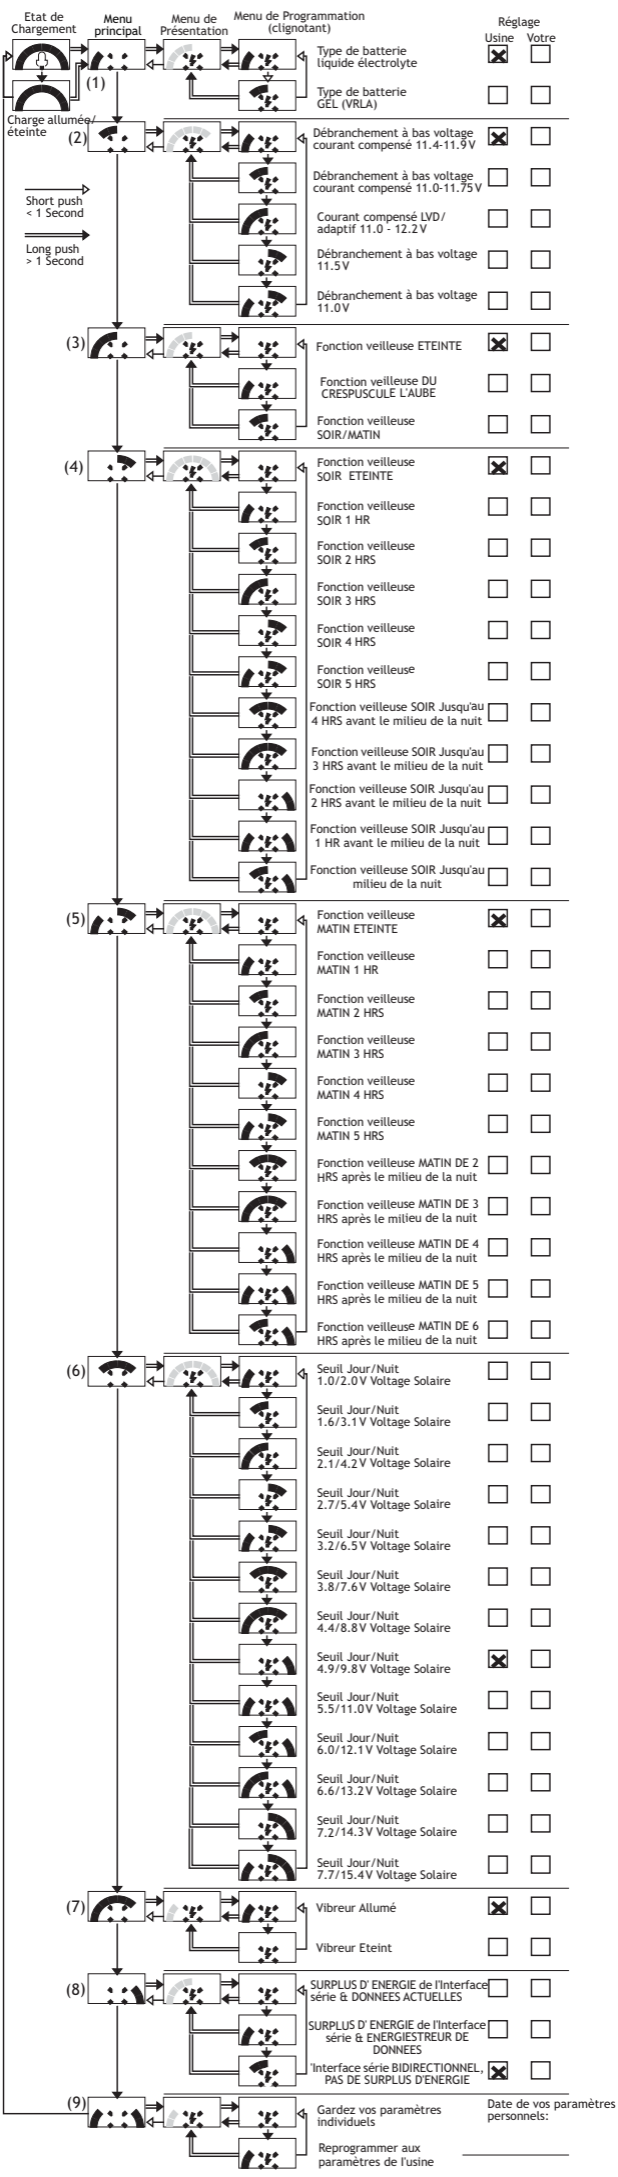 Etat de
Chargement
Menu
principal
Menu de
Présentation
Menu de Programmation
(clignotant)
Réglage
Usine Votre
Type de batterie
liquide électrolyte
(1)
Type de batterie
GEL (VRLA)
Charge allumée/
éteinte
(2)
Débranchement à bas voltage
courant compensé 11.4-11.9V
Débranchement à bas voltage
courant compensé 11.0-11.75V
Short push
< 1 Second
Courant compensé LVD/
adaptif 11.0 - 12.2V
Long push
> 1 Second
Débranchement à bas voltage
11.5V
Débranchement à bas voltage
11.0V
(3)
Fonction veilleuse ETEINTE
Fonction veilleuse DU
CRESPUSCULE L'AUBE
Fonction veilleuse
SOIR/MATIN
(4)
Fonction veilleuse
SOIR ETEINTE
Fonction veilleuse
SOIR 1 HR
Fonction veilleuse
SOIR 2 HRS
Fonction veilleuse
SOIR 3 HRS
Fonction veilleuse
SOIR 4 HRS
Fonction veilleuse
SOIR 5 HRS
Fonction veilleuse SOIR Jusqu'au
4 HRS avant le milieu de la nuit
Fonction veilleuse SOIR Jusqu'au
3 HRS avant le milieu de la nuit
Fonction veilleuse SOIR Jusqu'au
2 HRS avant le milieu de la nuit
Fonction veilleuse SOIR Jusqu'au
1 HR avant le milieu de la nuit
Fonction veilleuse SOIR Jusqu'au
milieu de la nuit
(5)
Fonction veilleuse
MATIN ETEINTE
Fonction veilleuse
MATIN 1 HR
Fonction veilleuse
MATIN 2 HRS
Fonction veilleuse
MATIN 3 HRS
Fonction veilleuse
MATIN 4 HRS
Fonction veilleuse
MATIN 5 HRS
Fonction veilleuse MATIN DE 2
HRS après le milieu de la nuit
Fonction veilleuse MATIN DE 3
HRS après le milieu de la nuit
Fonction veilleuse MATIN DE 4
HRS après le milieu de la nuit
Fonction veilleuse MATIN DE 5
HRS après le milieu de la nuit
Fonction veilleuse MATIN DE 6
HRS après le milieu de la nuit
(6)
Seuil Jour/Nuit
1.0/2.0V Voltage Solaire
Seuil Jour/Nuit
1.6/3.1V Voltage Solaire
Seuil Jour/Nuit
2.1/4.2V Voltage Solaire
Seuil Jour/Nuit
2.7/5.4V Voltage Solaire
Seuil Jour/Nuit
3.2/6.5V Voltage Solaire
Seuil Jour/Nuit
3.8/7.6V Voltage Solaire
Seuil Jour/Nuit
4.4/8.8V Voltage Solaire
Seuil Jour/Nuit
4.9/9.8V Voltage Solaire
Seuil Jour/Nuit
5.5/11.0V Voltage Solaire
Seuil Jour/Nuit
6.0/12.1V Voltage Solaire
Seuil Jour/Nuit
6.6/13.2V Voltage Solaire
Seuil Jour/Nuit
7.2/14.3V Voltage Solaire
Seuil Jour/Nuit
7.7/15.4V Voltage Solaire
(7)
Vibreur Allumé
Vibreur Eteint
(8)
SURPLUS D' ENERGIE de l'Interface
série & DONNEES ACTUELLES
SURPLUS D' ENERGIE de l'Interface
série & ENERGIESTREUR DE
DONNEES
'Interface série BIDIRECTIONNEL,
PAS DE SURPLUS D'ENERGIE
(9)
Gardez vos paramètres
individuels
Date de vos paramètres
personnels:
Reprogrammer aux
paramètres de l'usine